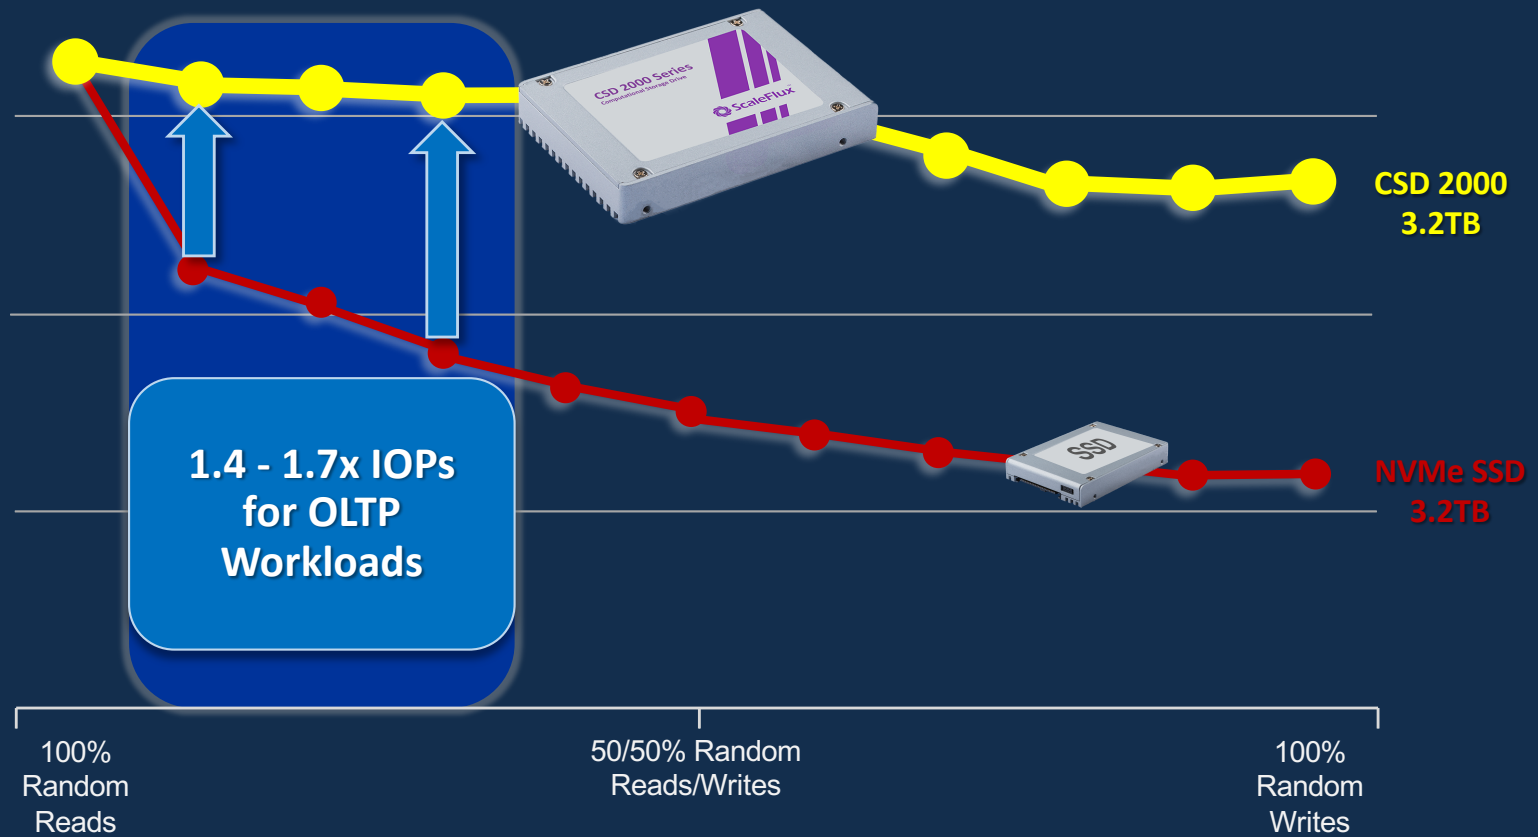 CSD 2000 Series
Computational Storage Drive
ScaleFlux
CSD 2000
3.2TB
SSD
NVMe SSD
3.2TB
1.4 - 1.7x IOPs
for OLTP
Workloads
100%
Random
Reads
50/50% Random
Reads/Writes
100%
Random
Writes